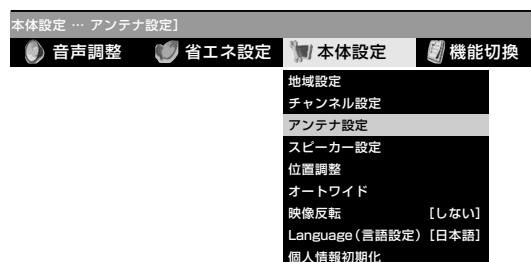 本体設定 … アンテナ設定]
音声調整 省エネ設定 本体設定 機能切換
地域設定
チャンネル設定
アンテナ設定
スピーカー設定
位置調整
オートワイド
映像反転 [しない]
Language(言語設定) [日本語]
個人情報初期化